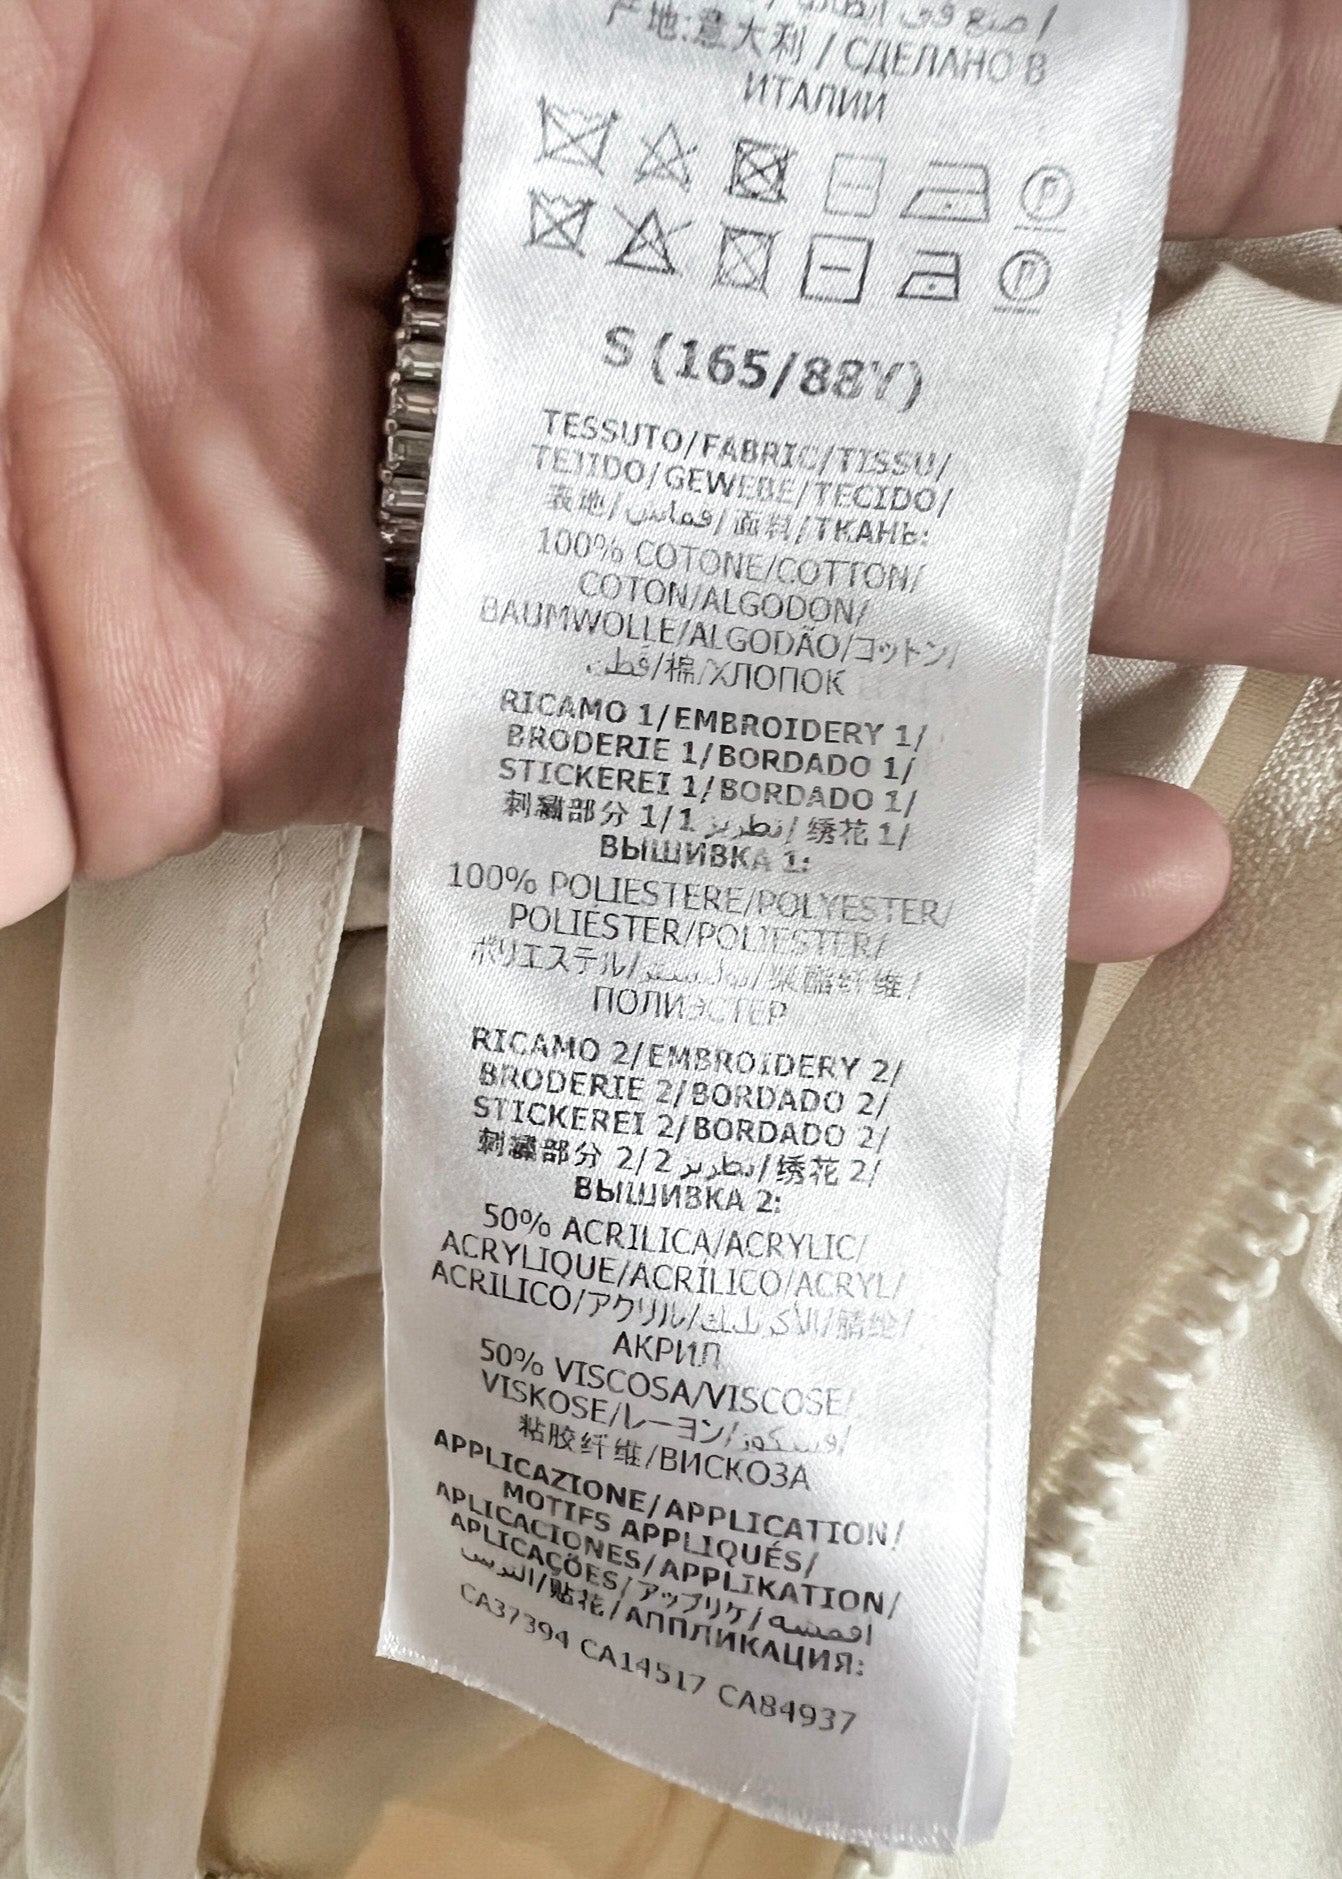 产地:意大利 / СДЕЛАНО В
ИТАЛИИ
S (165/88Y)
TESSUTO/FABRIC/TISSU/
TEJIDO/GEWEBE/TECIDO/
表地/قماش/面料/ТКАНЬ:
100% COTONE/COTTON/
COTON/ALGODON/
BAUMWOLLE/ALGODÃO/コットン/
قطن/棉/ХЛОПОК
RICAMO 1/EMBROIDERY 1/
BRODERIE 1/BORDADO 1/
STICKEREI 1/BORDADO 1/
刺繍部分 1/1 تطريز/绣花 1/
ВЫШИВКА 1:
100% POLIESTERE/POLYESTER/
POLIESTER/POLIESTER/
ポリエステル/بوليستر/聚酯纤维/
ПОЛИЭСТЕР
RICAMO 2/EMBROIDERY 2/
BRODERIE 2/BORDADO 2/
STICKEREI 2/BORDADO 2/
刺繍部分 2/2 تطريز/绣花 2/
ВЫШИВКА 2:
50% ACRILICA/ACRYLIC/
ACRYLIQUE/ACRÍLICO/ACRYL/
ACRILICO/アクリル/腈纶/
АКРИЛ
50% VISCOSA/VISCOSE/
VISKOSE/レーヨン/فسكوز/
粘胶纤维/ВИСКОЗА
APPLICAZIONE/APPLICATION/
MOTIFS APPLIQUÉS/
APLICACIONES/APPLIKATION/
APLICAÇÕES/アップリケ/اقمشه
贴花/АППЛИКАЦИЯ:
CA37394 CA14517 CA84937